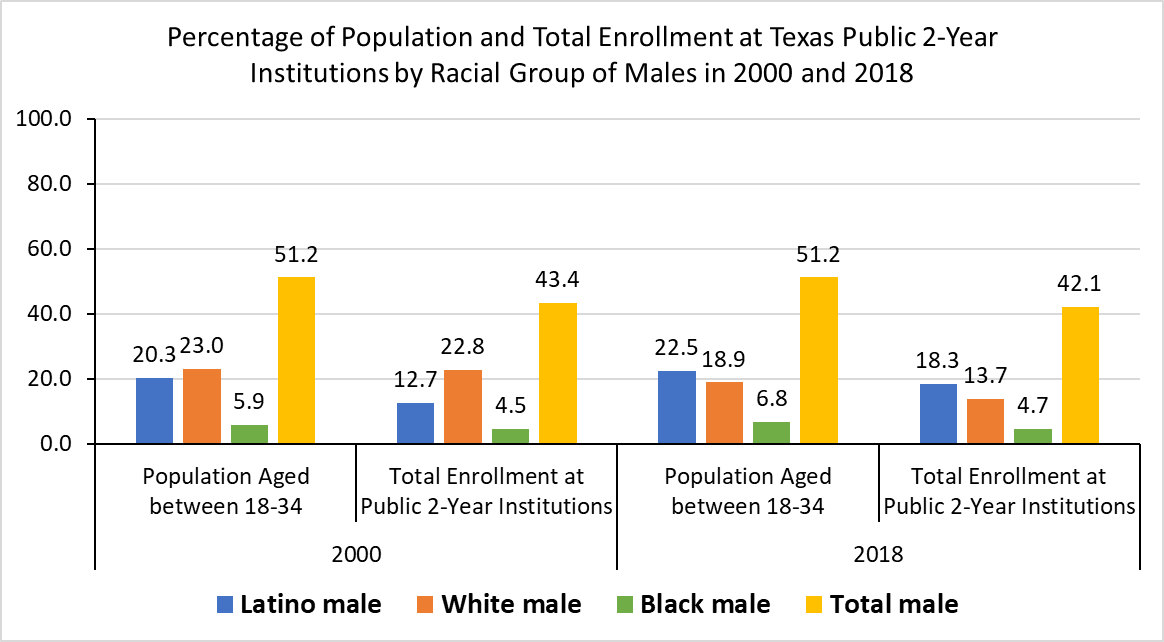 Percentage of Population and Total Enrollment at Texas Public 2-Year
Institutions by Racial Group of Males in 2000 and 2018
100.0
80.0
60.0
40.0
20.0
0.0
20.3
23.0
5.9
51.2
12.7
22.8
4.5
43.4
22.5
18.9
6.8
51.2
18.3
13.7
4.7
42.1
Population Aged
between 18-34
Total Enrollment at
Public 2-Year Institutions
Population Aged
between 18-34
Total Enrollment at
Public 2-Year Institutions
2000
2018
Latino male
White male
Black male
Total male